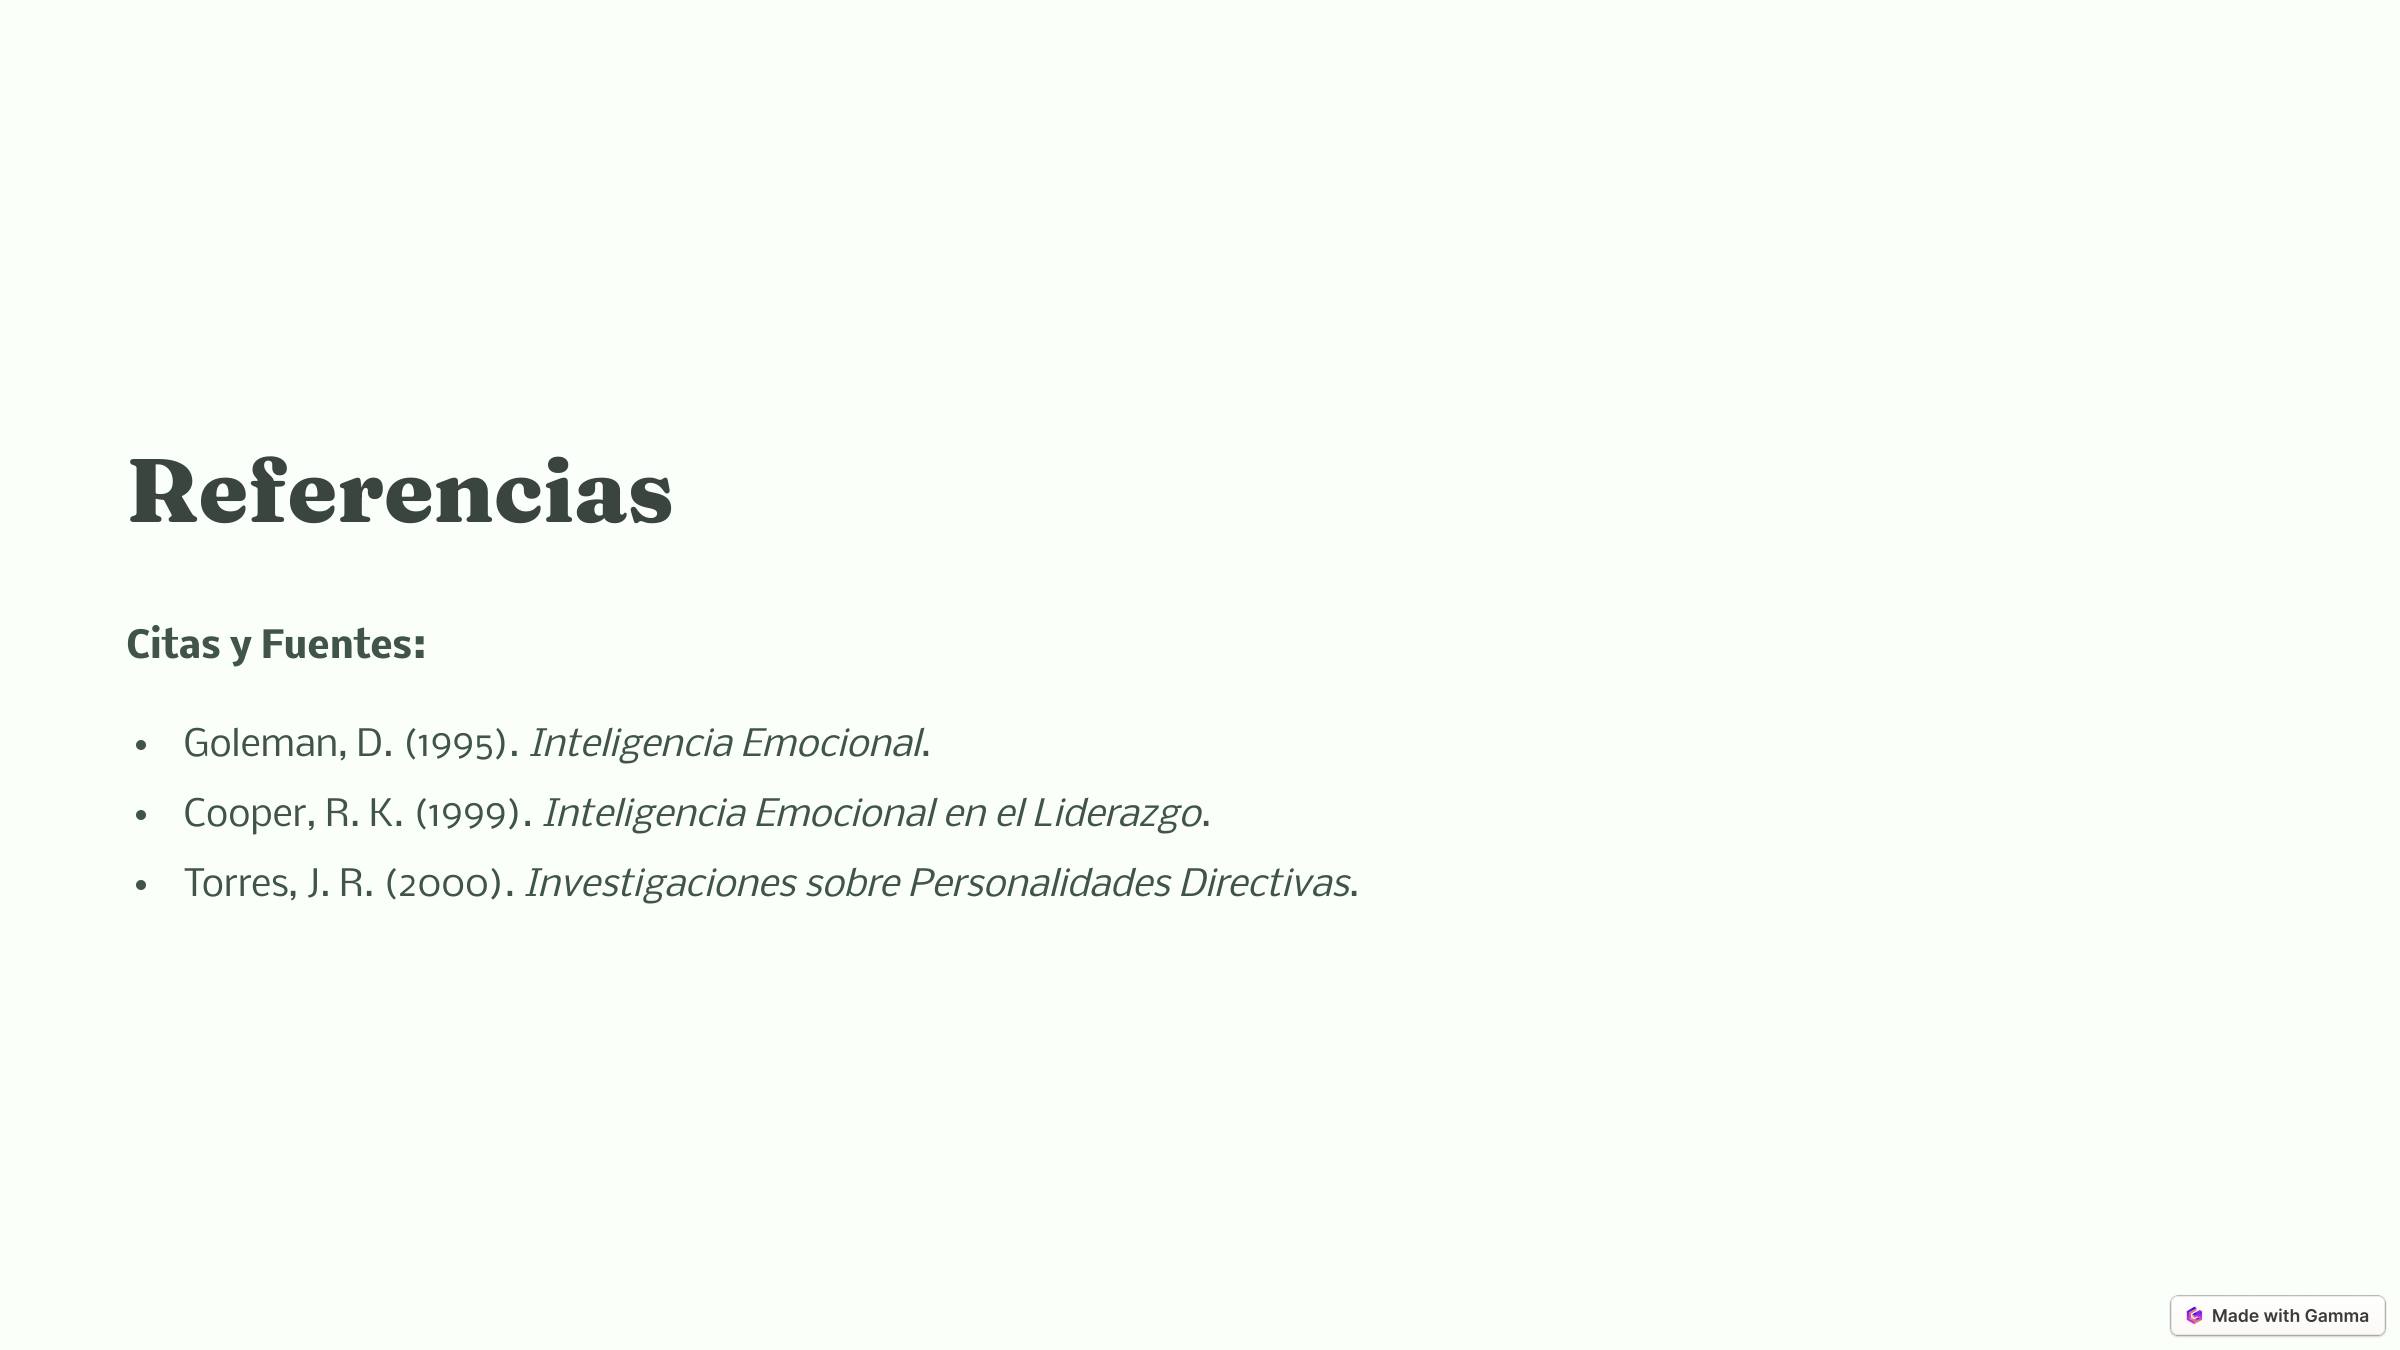 Referencias
Citas y Fuentes:
• Goleman, D. (1995). Inteligencia Emocional.
• Cooper, R. K. (1999). Inteligencia Emocional en el Liderazgo.
• Torres, J. R. (2000). Investigaciones sobre Personalidades Directivas.
Made with Gamma